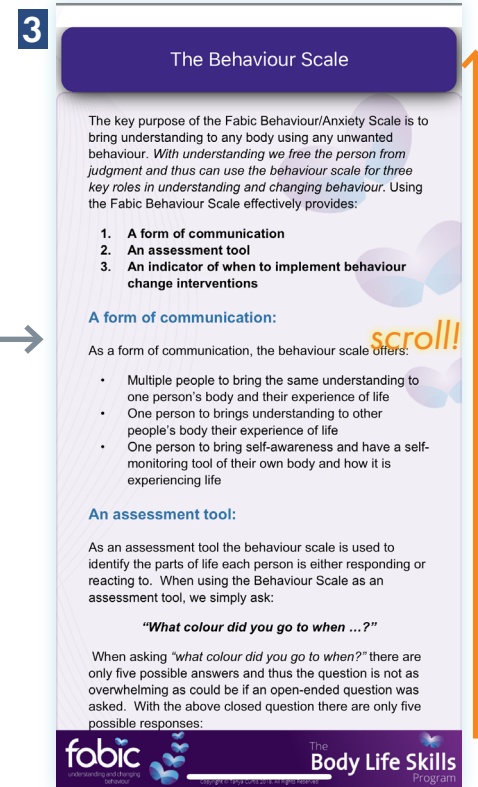 3
The Behaviour Scale
The key purpose of the Fabic Behaviour/Anxiety Scale is to
bring understanding to any body using any unwanted
behaviour. With understanding we free the person from
judgment and thus can use the behaviour scale for three
key roles in understanding and changing behaviour. Using
the Fabic Behaviour Scale effectively provides:
1. A form of communication
2. An assessment tool
3. An indicator of when to implement behaviour
change interventions
A form of communication:
scroll!
As a form of communication, the behaviour scale offers:
• Multiple people to bring the same understanding to
one person's body and their experience of life
• One person to brings understanding to other
people's body their experience of life
• One person to bring self-awareness and have a self-
monitoring tool of their own body and how it is
experiencing life
An assessment tool:
As an assessment tool the behaviour scale is used to
identify the parts of life each person is either responding or
reacting to. When using the Behaviour Scale as an
assessment tool, we simply ask:
"What colour did you go to when ...?"
When asking "what colour did you go to when?" there are
only five possible answers and thus the question is not as
overwhelming as could be if an open-ended question was
asked. With the above closed question there are only five
possible responses:
fabic
understanding and changing
behaviour
Copyright © Tanya Curtis 2018. All Rights Reserved
The
Body Life Skills
Program